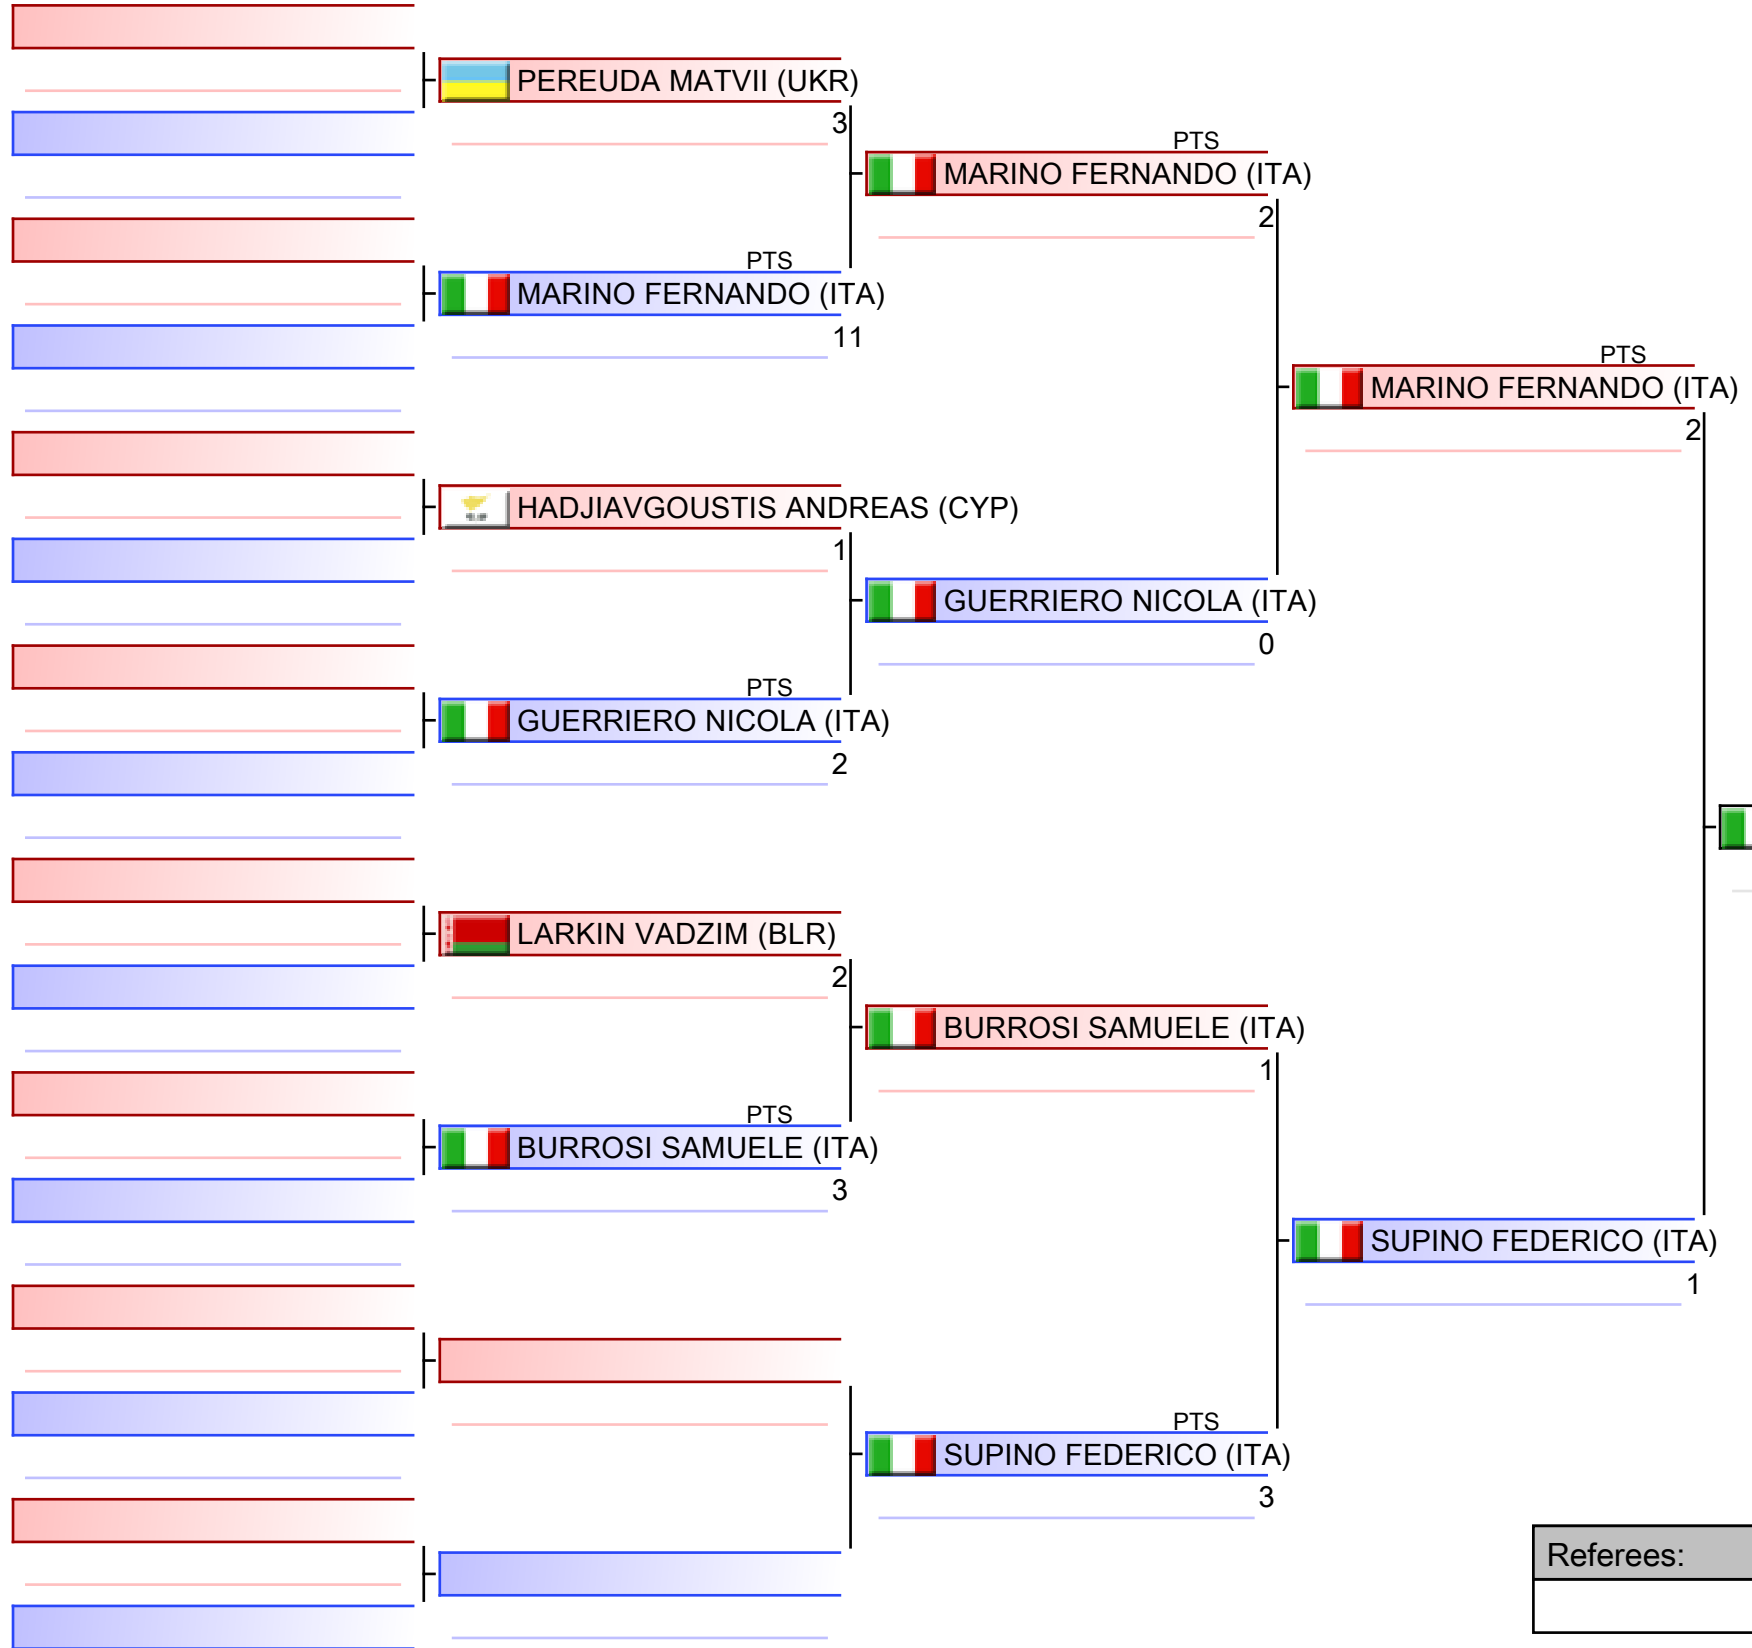 PEREUDA MATVII (UKR)
3
PTS
MARINO FERNANDO (ITA)
2
PTS
MARINO FERNANDO (ITA)
11
PTS
MARINO FERNANDO (ITA)
2
HADJIAVGOUSTIS ANDREAS (CYP)
1
GUERRIERO NICOLA (ITA)
0
PTS
GUERRIERO NICOLA (ITA)
2
LARKIN VADZIM (BLR)
2
BURROSI SAMUELE (ITA)
1
PTS
BURROSI SAMUELE (ITA)
3
SUPINO FEDERICO (ITA)
1
PTS
SUPINO FEDERICO (ITA)
3
Referees: